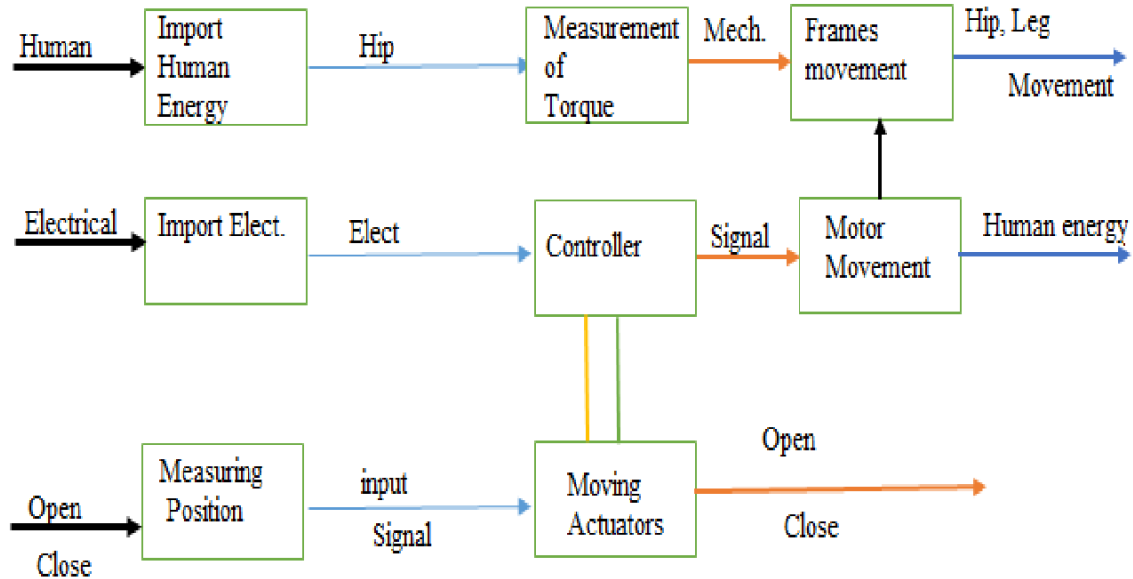 Human
Import
Human
Energy
Hip
Measurement
of
Torque
Mech.
Frames
movement
Hip, Leg
Movement
Electrical
Import Elect.
Elect
Controller
Signal
Motor
Movement
Human energy
Open
Close
Measuring
Position
input
Signal
Moving
Actuators
Open
Close